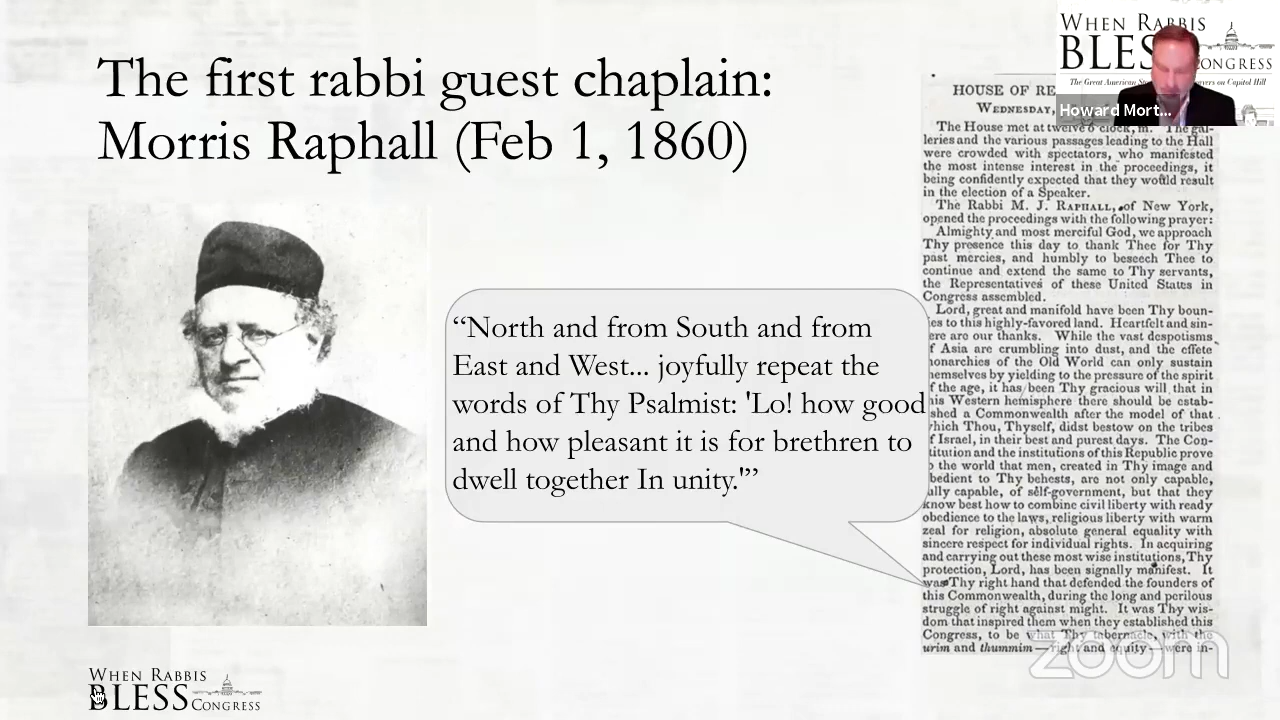 The first rabbi guest chaplain:
Morris Raphall (Feb 1, 1860)
“North and from South and from
East and West... joyfully repeat the
words of Thy Psalmist: 'Lo! how good
and how pleasant it is for brethren to
dwell together In unity.'”
WHEN RABBIS
BLESS CONGRESS
WHEN RABBIS
BLES CONGRESS
The Great American on Capitol Hill
Howard Mort...
HOUSE OF RE
WEDNESDAY,
The House met at twelve o'clock, m. The gal-
leries and the various passages leading to the Hall
were crowded with spectators, who manifested
the most intense interest in the proceedings, it
being confidently expected that they would result
in the election of a Speaker.
The Rabbi M. J. RAPHALL, of New York,
opened the proceedings with the following prayer:
Almighty and most merciful God, we approach
Thy presence this day to thank Thee for Thy
past mercies, and humbly to beseech Thee to
continue and extend the same to Thy servants,
the Representatives of these United States in
Congress assembled.
Lord, great and manifold have been Thy boun-
ies to this highly-favored land. Heartfelt and sin-
ere are our thanks. While the vast despotisms
f Asia are crumbling into dust, and the effete
onarchies of the Old World can only sustain
hemselves by yielding to the pressure of the spirit
f the age, it has been Thy gracious will, that in
his Western hemisphere there should be estab-
shed a Commonwealth after the model of that
hich Thou, Thyself, didst bestow on the tribes
f Israel, in their best and purest days. The Con-
titution and the institutions of this Republic prove
o the world that men, created in Thy image and
bedient to Thy behests, are not only capable,
ully capable, of self-government, but that they
know best how to combine civil liberty with ready
obedience to the laws, religious liberty with warm
zeal for religion, absolute general equality with
sincere respect for individual rights. In acquiring
and carrying out these most wise institutions, Thy
protection, Lord, has been signally manifest. It
was Thy right hand that defended the founders of
this Commonwealth, during the long and perilous
struggle of right against might. It was Thy wis-
dom that inspired them when they established this
Congress, to be what Thy tabernacle, with the
urim and thummim—right and equity—were in-
zoom